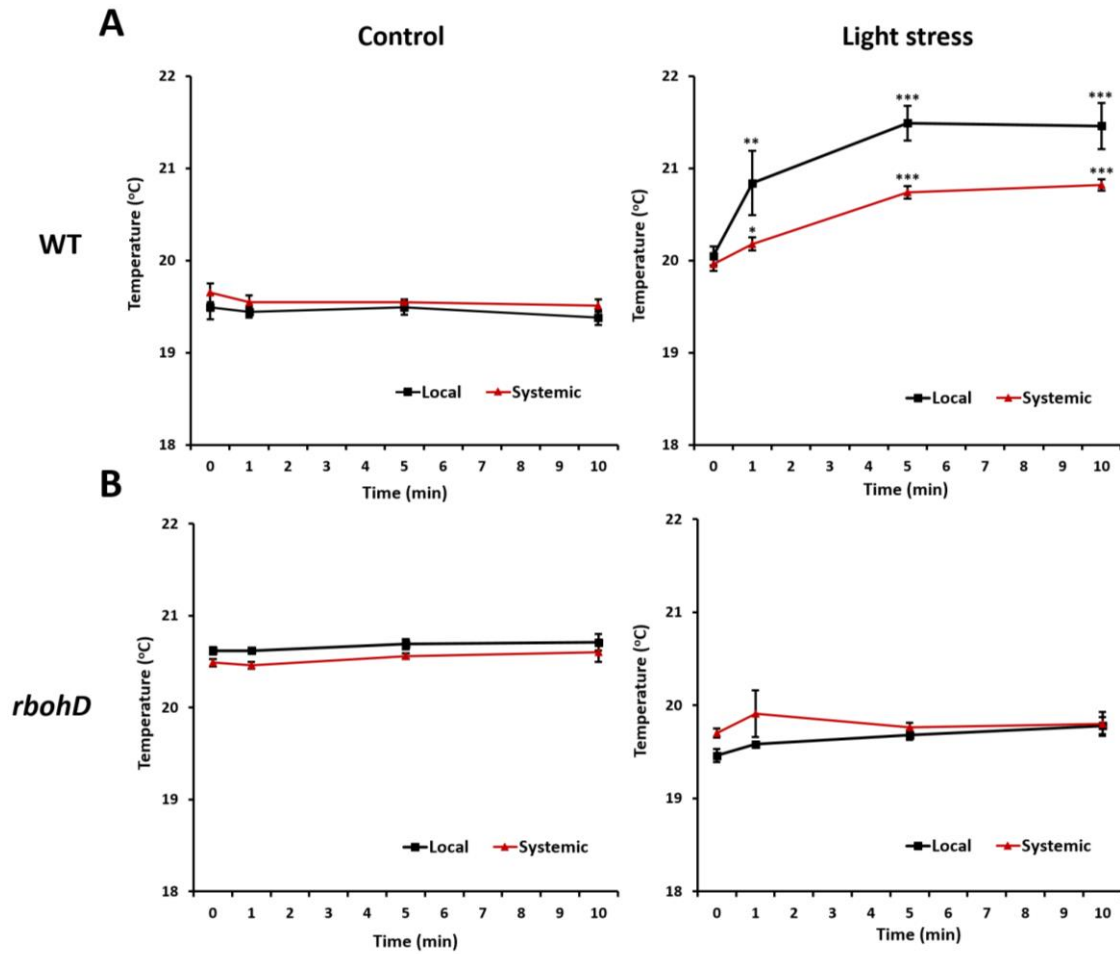 A
Control
Light stress
WT
Temperature (°C)
22
21
20
19
18
Local
Systemic
0 1 2 3 4 5 6 7 8 9 10
Time (min)
Temperature (°C)
22
21
20
19
18
**
***
***
*
***
***
Local
Systemic
0 1 2 3 4 5 6 7 8 9 10
Time (min)
B
rbohD
Temperature (°C)
22
21
20
19
18
Local
Systemic
0 1 2 3 4 5 6 7 8 9 10
Time (min)
Temperature (°C)
22
21
20
19
18
Local
Systemic
0 1 2 3 4 5 6 7 8 9 10
Time (min)